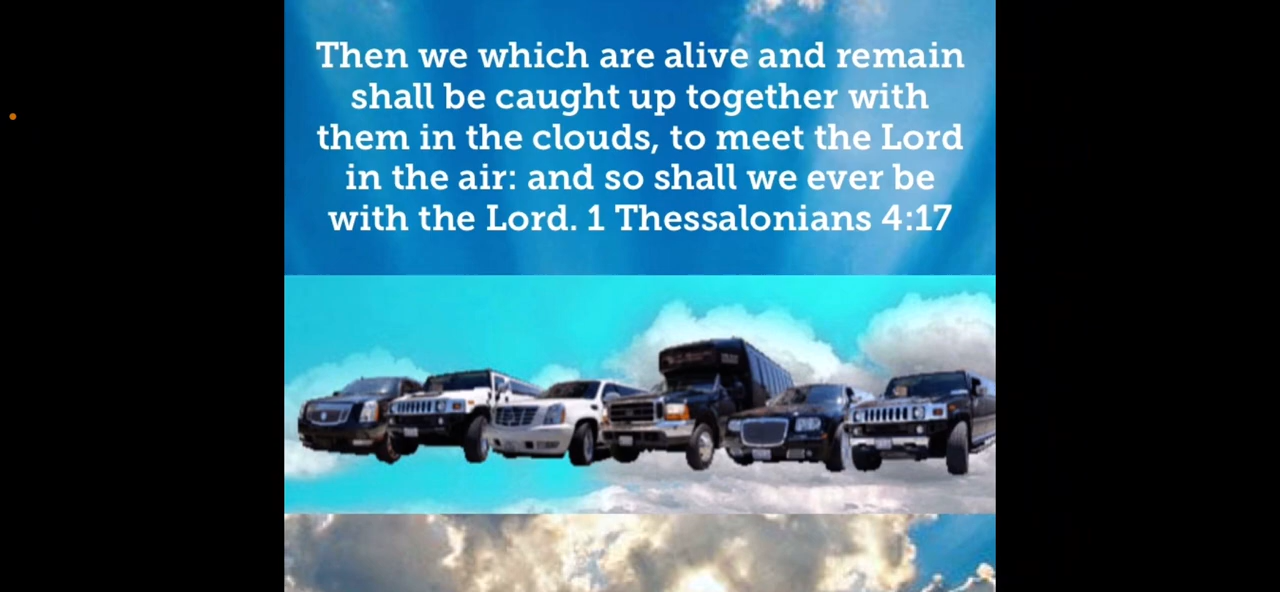 Then we which are alive and remain
shall be caught up together with
them in the clouds, to meet the Lord
in the air: and so shall we ever be
with the Lord. 1 Thessalonians 4:17